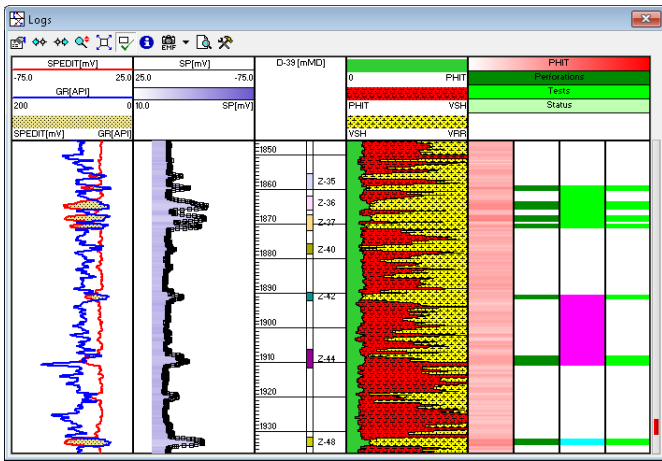 Logs
EMF
SPEDIT[mV] SP[mV] D-39 [mMD] PHIT
-75.0 25.0 25.0 -75.0 0 PHIT Perforations
GR[API] Tests
200 0 10.0 SP[mV] PHIT VSH Status
SPEDIT[mV] GR[API] VSH VRR
1850
1860 Z-35
Z-36
1870 Z-37
1880 Z-40
1890 Z-42
1900
1910 Z-44
1920
1930
Z-48